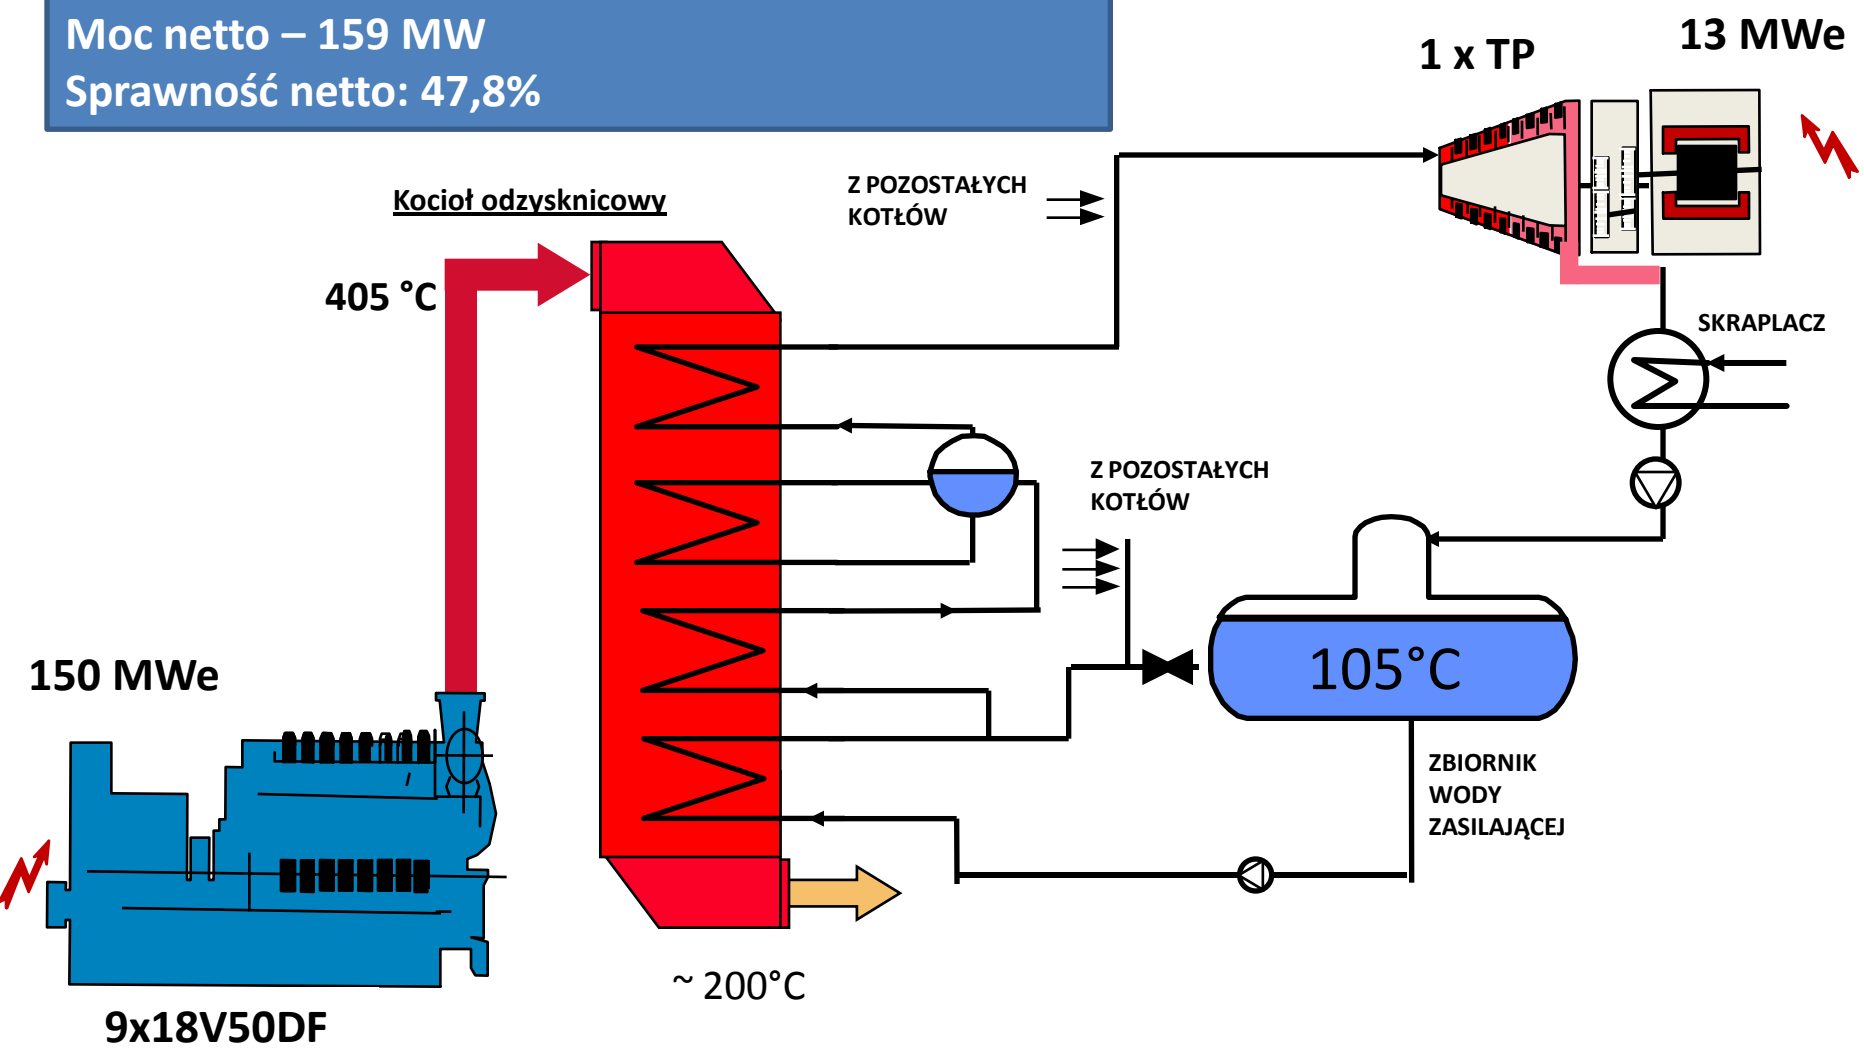 Moc netto – 159 MW
Sprawność netto: 47,8%
1 x TP
13 MWe
Z POZOSTAŁYCH
KOTŁÓW
Kocioł odzysknicowy
405 °C
SKRAPLACZ
Z POZOSTAŁYCH
KOTŁÓW
105°C
150 MWe
ZBIORNIK
WODY
ZASILAJĄCEJ
~ 200°C
9x18V50DF